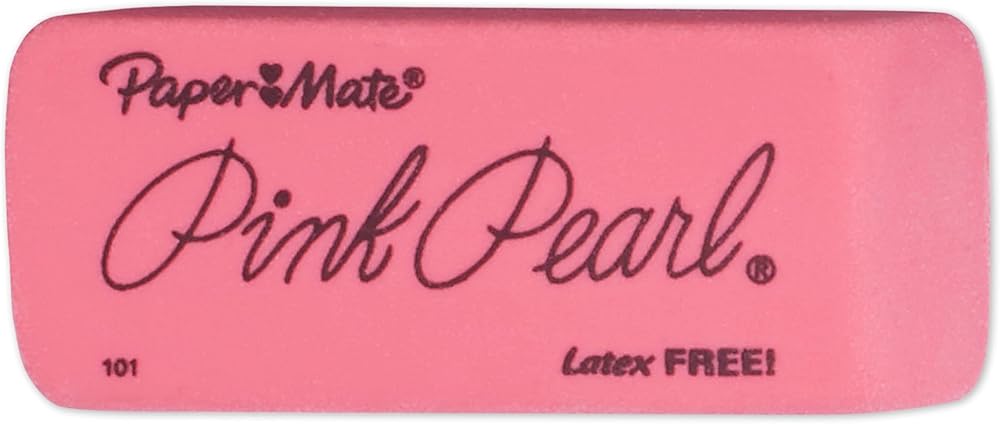 Paper Mate®
Pink Pearl®
101
Latex FREE!